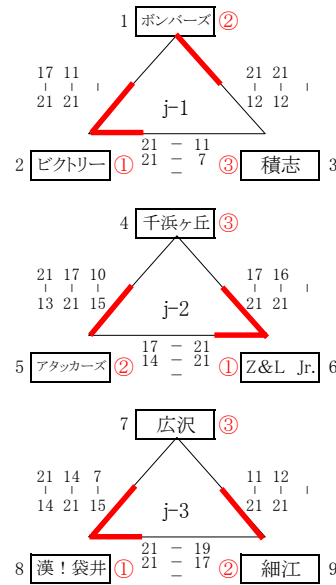 1 ボンバーズ ②
17 11
21 21
21 21
12 12
j-1
21 － 11
21 － 7
－
2 ビクトリー ①
③ 積志 3
4 千浜ヶ丘 ③
21 17 10
13 21 15
17 16
21 21
j-2
17 － 21
14 － 21
－
5 アタッカーズ ②
① Z&L Jr. 6
7 広沢 ③
21 14 7
14 21 15
11 12
21 21
j-3
21 － 19
21 － 17
－
8 漢！袋井 ①
② 細江 9